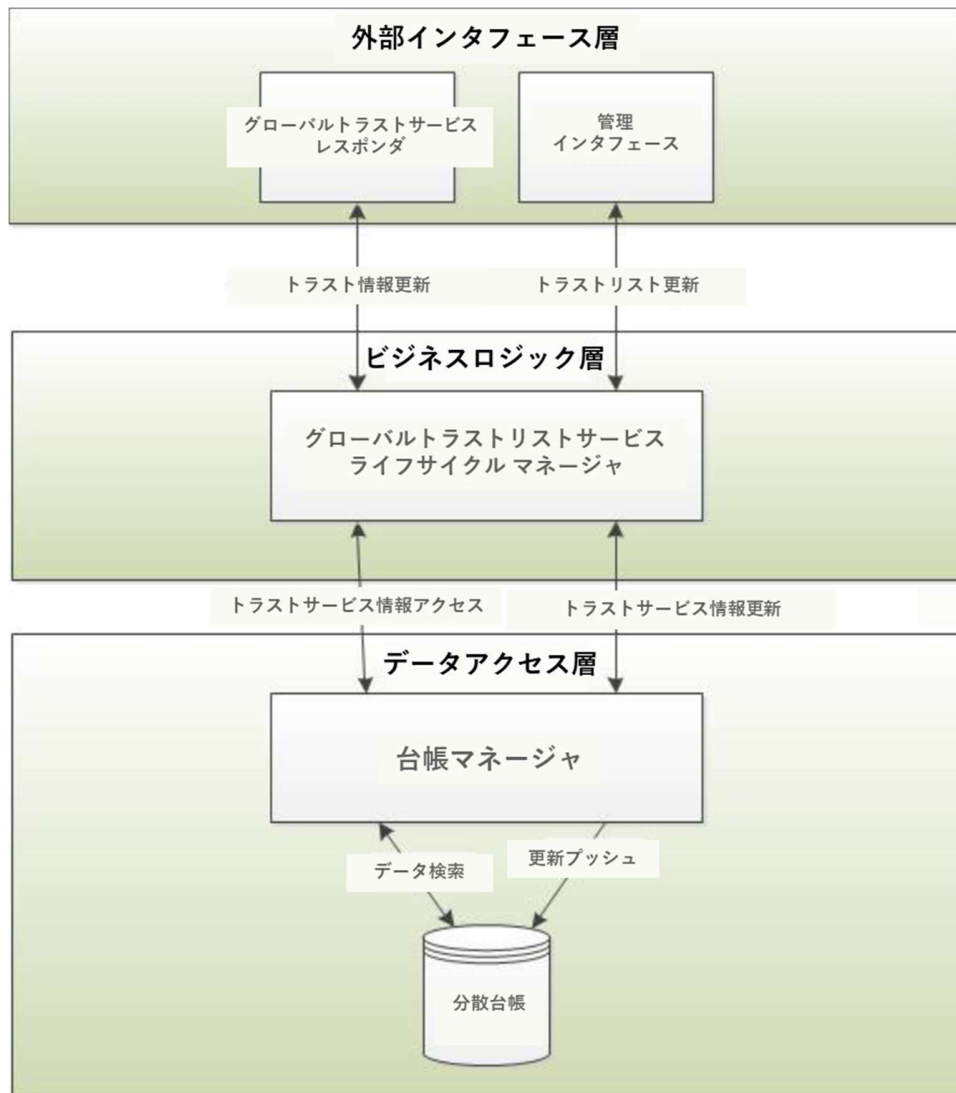 外部インタフェース層
グローバルトラストサービス
レスポンダ
管理
インタフェース
トラスト情報更新
トラストリスト更新
ビジネスロジック層
グローバルトラストリストサービス
ライフサイクル マネージャ
トラストサービス情報アクセス
トラストサービス情報更新
データアクセス層
台帳マネージャ
データ検索
更新プッシュ
分散台帳